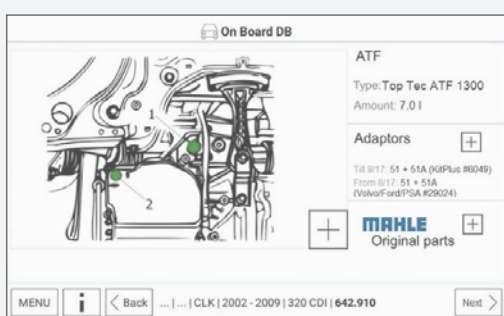 On Board DB
1
2
ATF
Type: Top Tec ATF 1300
Amount: 7.0 l
Adaptors
Till 8/17: 51 + 51A (KitPlus #6049)
From 8/17: 51 + 51A
(Volvo/Ford/PSA #29024)
MAHLE
Original parts
MENU
i
Back
...|...|CLK|2002 - 2009|320 CDI|642.910
Next